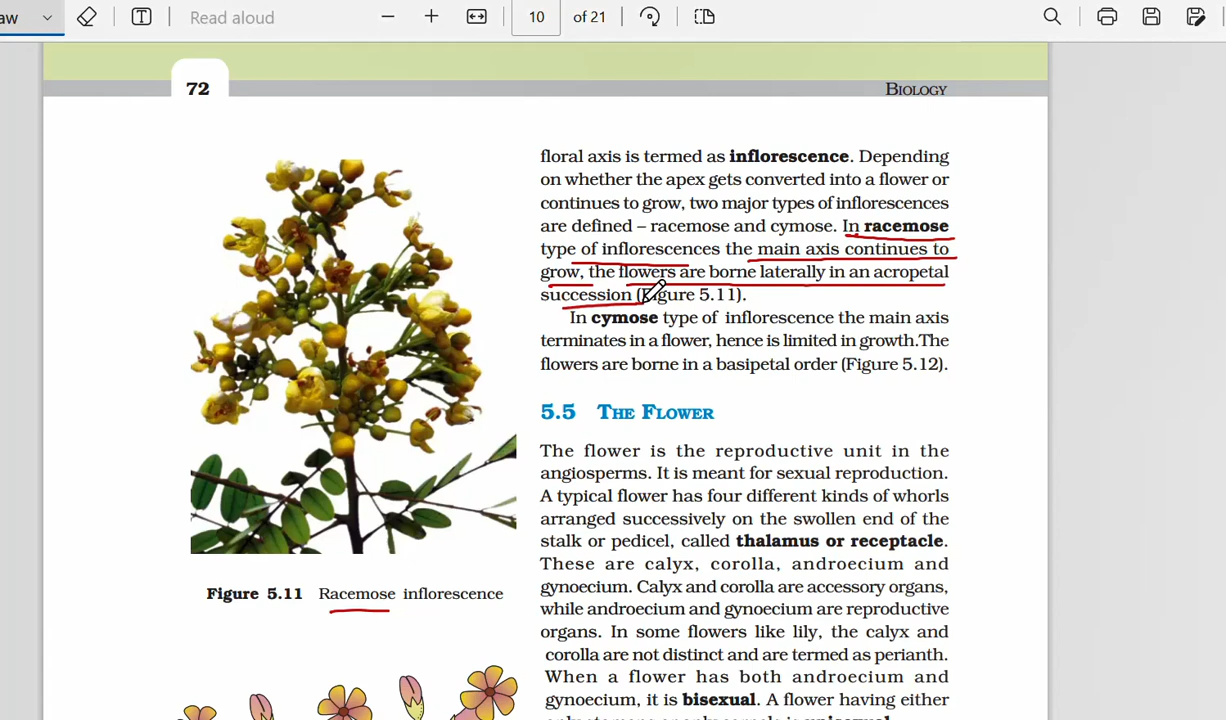 aw
Read aloud
10 of 21
72
BIOLOGY
floral axis is termed as inflorescence. Depending
on whether the apex gets converted into a flower or
continues to grow, two major types of inflorescences
are defined – racemose and cymose. In racemose
type of inflorescences the main axis continues to
grow, the flowers are borne laterally in an acropetal
succession (Figure 5.11).
In cymose type of inflorescence the main axis
terminates in a flower, hence is limited in growth.The
flowers are borne in a basipetal order (Figure 5.12).
5.5 THE FLOWER
The flower is the reproductive unit in the
angiosperms. It is meant for sexual reproduction.
A typical flower has four different kinds of whorls
arranged successively on the swollen end of the
stalk or pedicel, called thalamus or receptacle.
These are calyx, corolla, androecium and
gynoecium. Calyx and corolla are accessory organs,
while androecium and gynoecium are reproductive
organs. In some flowers like lily, the calyx and
corolla are not distinct and are termed as perianth.
When a flower has both androecium and
gynoecium, it is bisexual. A flower having either
only stamens or only carpels is unisexual.
Figure 5.11 Racemose inflorescence